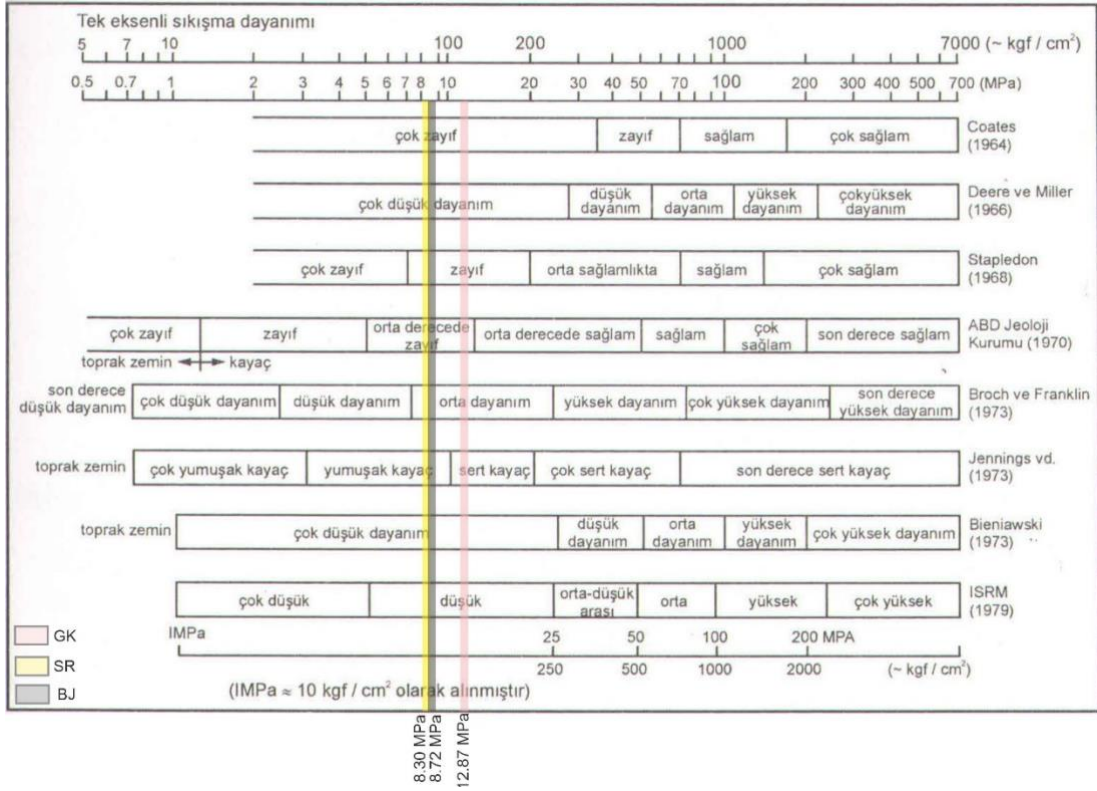 Tek eksenli sıkışma dayanımı
5 7 10 100 200 1000 7000 (~ kgf / cm²)
0.5 0.7 1 2 3 4 5 6 7 8 10 20 30 40 50 70 100 200 300 400 500 700 (MPa)
çok zayıf zayıf sağlam çok sağlam Coates
(1964)
çok düşük dayanım düşük dayanım orta dayanım yüksek dayanım çokyüksek dayanım Deere ve Miller
(1966)
çok zayıf zayıf orta sağlamlıkta sağlam çok sağlam Stapledon
(1968)
çok zayıf zayıf orta derecede zayıf orta derecede sağlam sağlam çok sağlam son derece sağlam ABD Jeoloji
Kurumu (1970)
toprak zemin kayaç
son derece
düşük dayanım çok düşük dayanım düşük dayanım orta dayanım yüksek dayanım çok yüksek dayanım son derece yüksek dayanım Broch ve Franklin
(1973)
toprak zemin çok yumuşak kayaç yumuşak kayaç sert kayaç çok sert kayaç son derece sert kayaç Jennings vd.
(1973)
toprak zemin çok düşük dayanım düşük dayanım orta dayanım yüksek dayanım çok yüksek dayanım Bieniawski
(1973)
çok düşük düşük orta-düşük arası orta yüksek çok yüksek ISRM
(1979)
GK
SR
BJ
IMPa 25 50 100 200 MPA
250 500 1000 2000 (~ kgf / cm²)
(IMPa ≈ 10 kgf / cm² olarak alınmıştır)
8.30 MPa
8.72 MPa
12.87 MPa